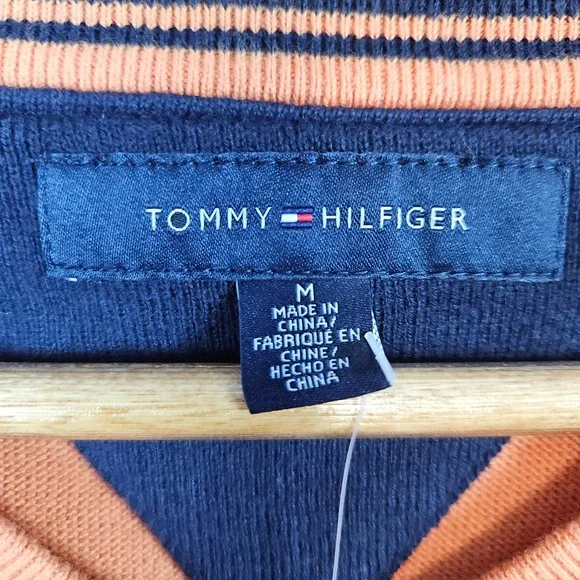 TOMMY HILFIGER
M
MADE IN
CHINA/
FABRIQUÉ EN
CHINE/
HECHO EN
CHINA